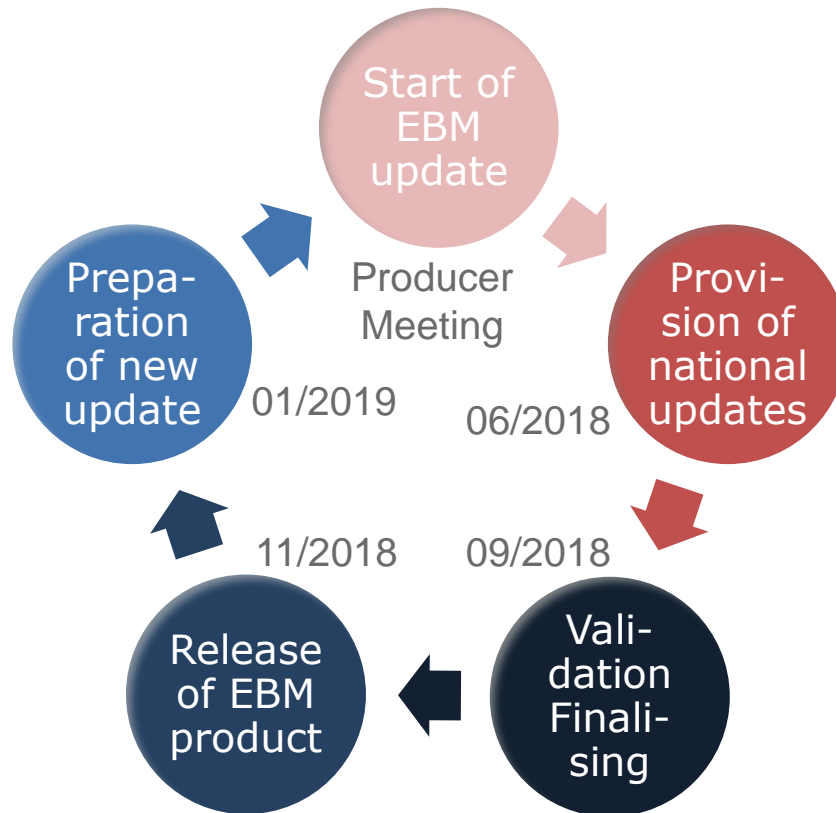 Start of
EBM
update
Producer
Meeting
Provi-
sion of
national
updates
06/2018
09/2018
Vali-
dation
Finali-
sing
11/2018
Release
of EBM
product
01/2019
Prepa-
ration
of new
update